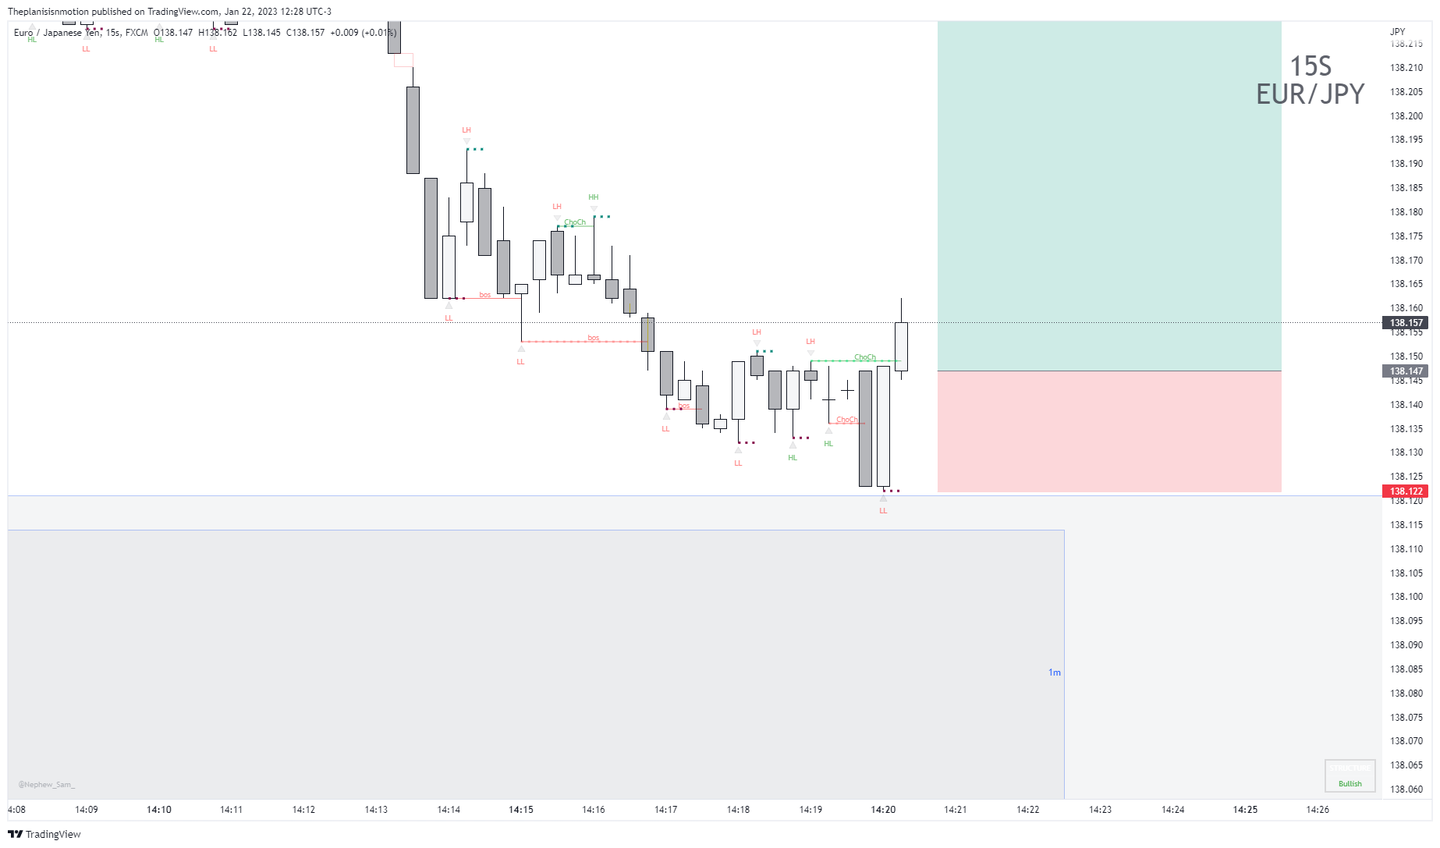 Theplanisisnmotion published on TradingView.com, Jan 22, 2023 12:28 UTC-3
Euro / Japanese Yen, 15s, FXCM O138.147 H138.162 L138.145 C138.157 +0.009 (+0.01%)
JPY
HL
LL
HL
LL
15S
EUR/JPY
138.215
138.210
138.205
138.200
138.195
138.190
138.185
138.180
138.175
138.170
138.165
138.160
138.157
138.155
138.150
138.147
138.145
138.140
138.135
138.130
138.125
138.122
138.120
138.115
138.110
138.105
138.100
138.095
138.090
138.085
138.080
138.075
138.070
138.065
138.060
LH
HH
LH
ChoCh
bos
LL
bos
LL
LH
LH
ChoCh
bos
LL
ChoCh
HL
HL
LL
LL
1m
@Nephew_Sam_
Bullish
4:08 14:09 14:10 14:11 14:12 14:13 14:14 14:15 14:16 14:17 14:18 14:19 14:20 14:21 14:22 14:23 14:24 14:25 14:26
TradingView